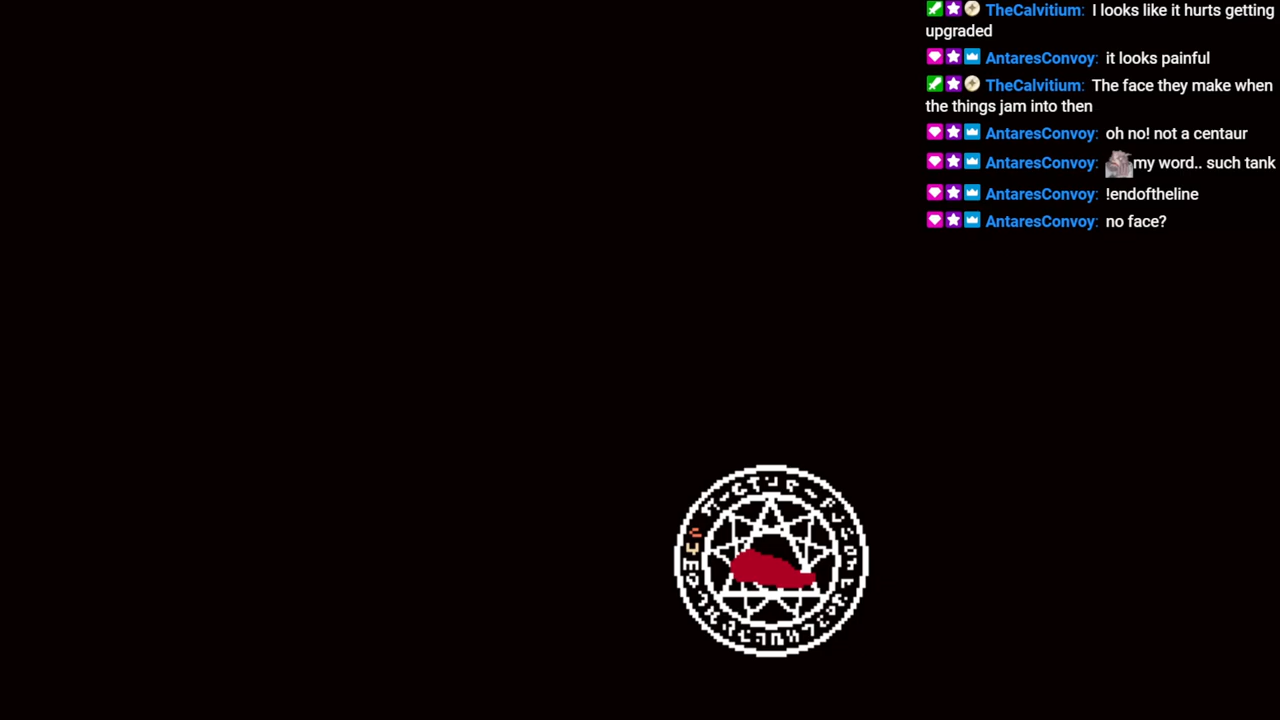 TheCalvitium: I looks like it hurts getting
upgraded
AntaresConvoy: it looks painful
TheCalvitium: The face they make when
the things jam into then
AntaresConvoy: oh no! not a centaur
AntaresConvoy: my word.. such tank
AntaresConvoy: !endoftheline
AntaresConvoy: no face?